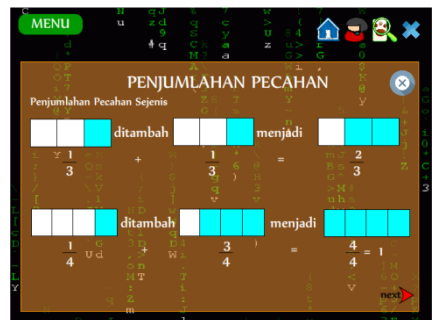 MENU
PENJUMLAHAN PECAHAN
Penjumlahan Pecahan Sejenis
ditambah menjadi
1/3 + 1/3 = 2/3
ditambah menjadi
1/4 + 3/4 = 4/4 = 1
next